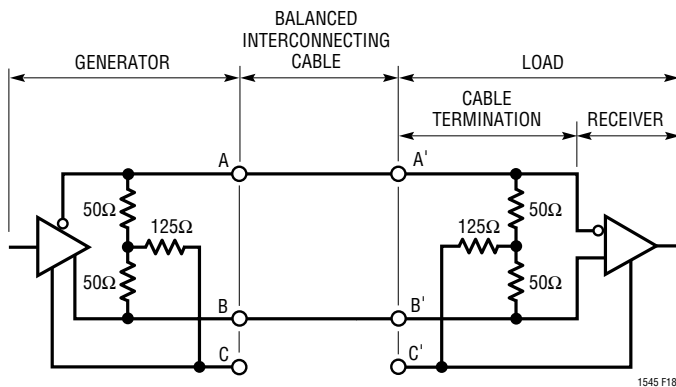 BALANCED
INTERCONNECTING
CABLE
GENERATOR
LOAD
CABLE
TERMINATION
RECEIVER
A
A'
50Ω
125Ω
50Ω
125Ω
50Ω
50Ω
B
B'
C
C'
1545 F18